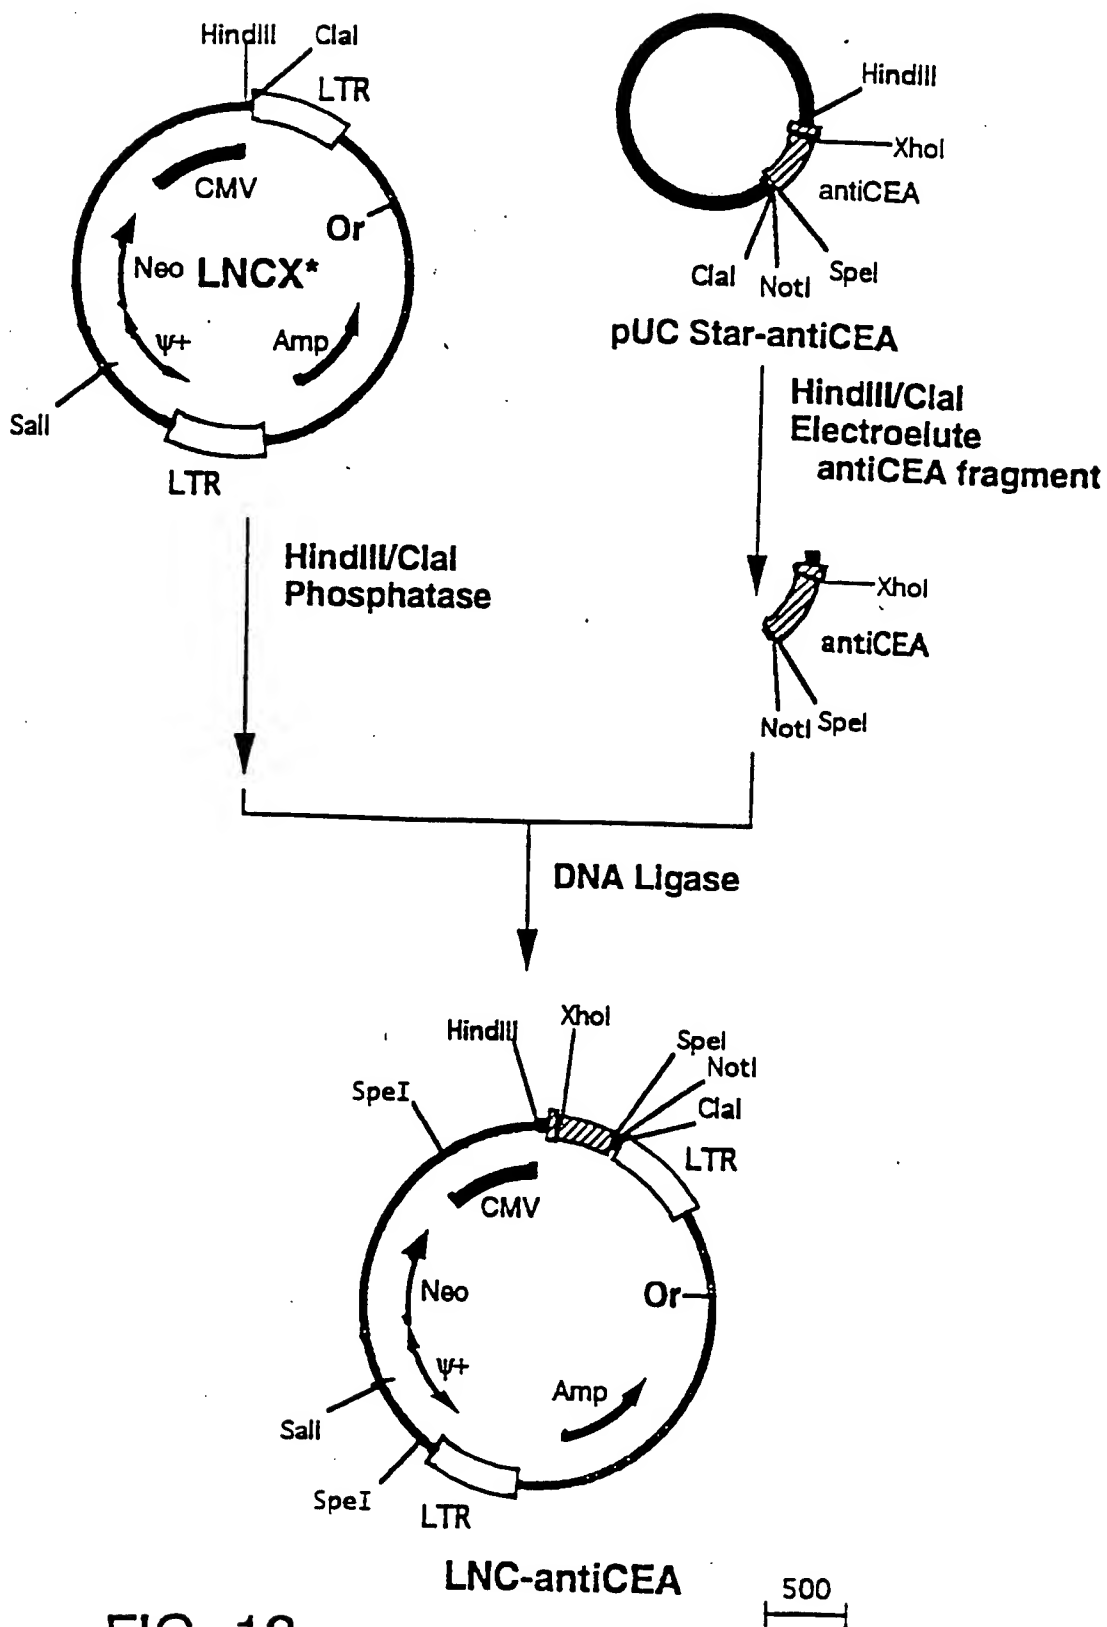 HindIII ClaI
LTR
CMV
Or
Neo LNCX*
ψ+
Amp
SalI
LTR
HindIII
XhoI
antiCEA
ClaI NotI SpeI
pUC Star-antiCEA
HindIII/ClaI
Electroelute
antiCEA fragment
HindIII/ClaI
Phosphatase
XhoI
antiCEA
NotI SpeI
DNA Ligase
HindIII XhoI
SpeI
NotI
SpeI
ClaI
LTR
CMV
Neo
Or
ψ+
Amp
SalI
SpeI
LTR
LNC-antiCEA
500